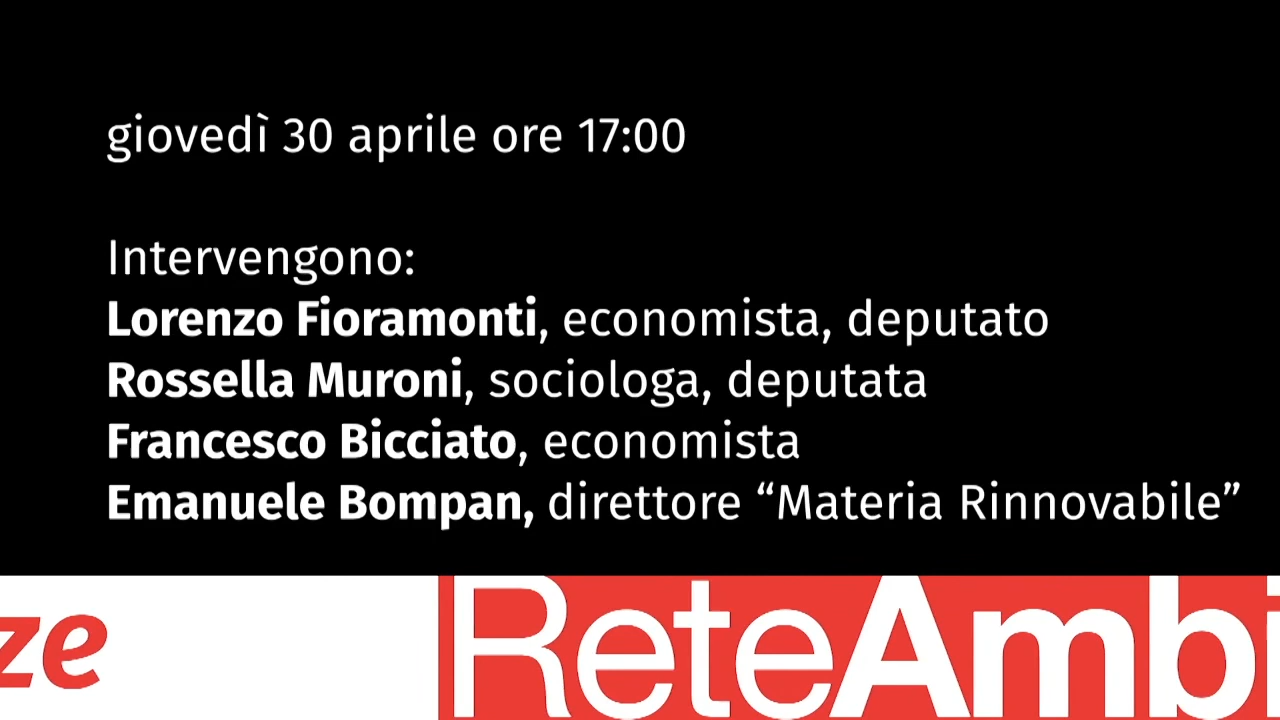 giovedì 30 aprile ore 17:00
Intervengono:
Lorenzo Fioramonti, economista, deputato
Rossella Muroni, sociologa, deputata
Francesco Bicciato, economista
Emanuele Bompan, direttore “Materia Rinnovabile”
ze
ReteAmbi